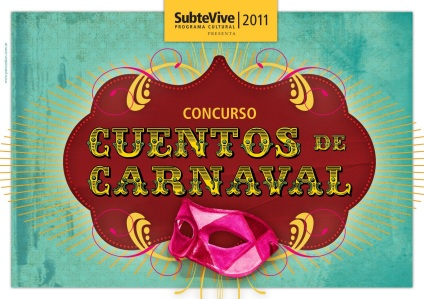 SubteVive | 2011
PROGRAMA CULTURAL
PRESENTA
CONCURSO
CUENTOS DE
CARNAVAL